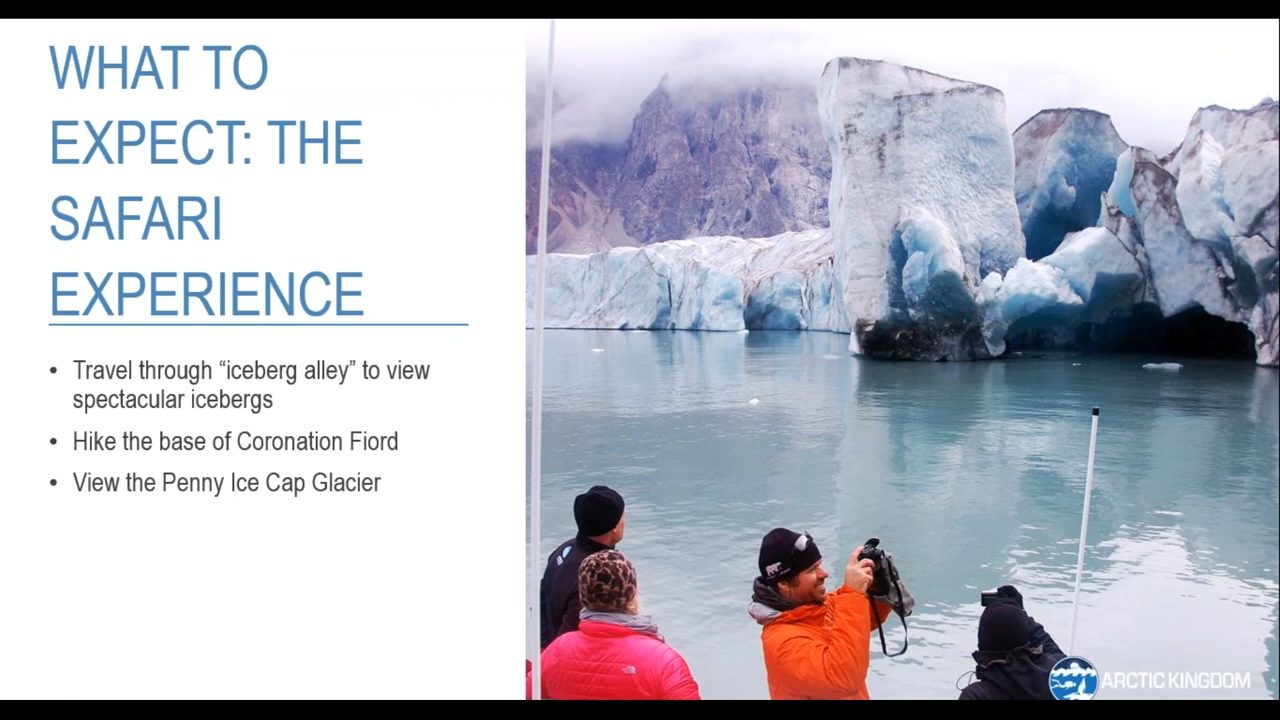 WHAT TO
EXPECT: THE
SAFARI
EXPERIENCE
• Travel through “iceberg alley” to view
spectacular icebergs
• Hike the base of Coronation Fiord
• View the Penny Ice Cap Glacier
ARCTIC KINGDOM